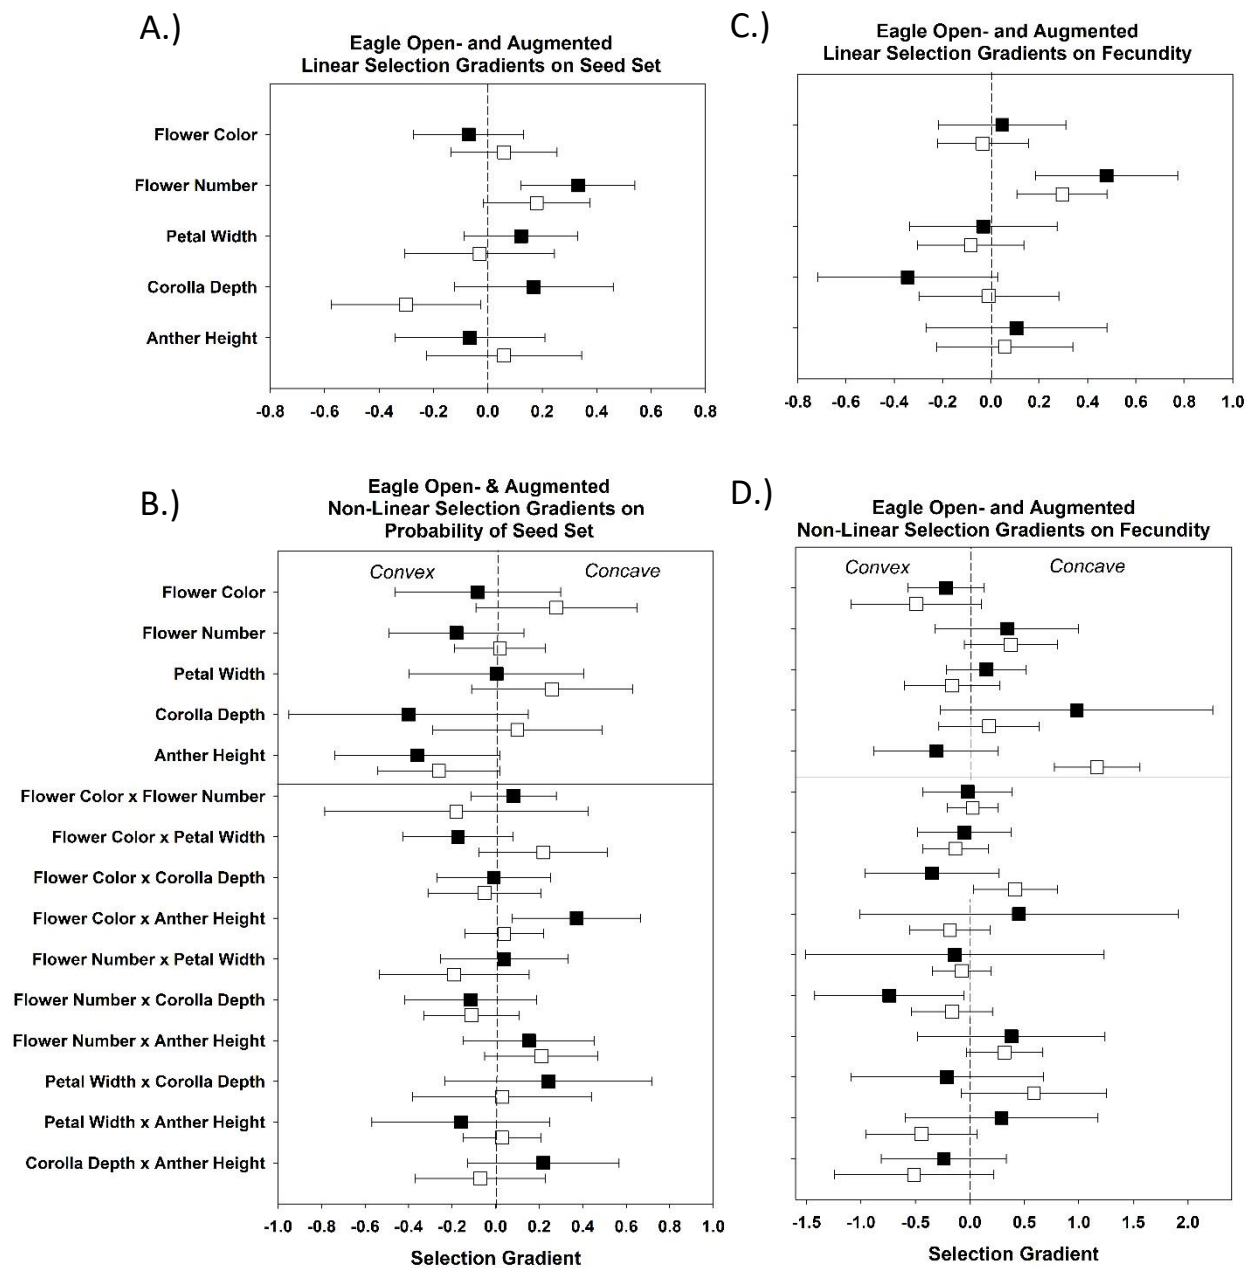 A.)
Eagle Open- and Augmented
Linear Selection Gradients on Seed Set
Flower Color
Flower Number
Petal Width
Corolla Depth
Anther Height
-0.8 -0.6 -0.4 -0.2 0.0 0.2 0.4 0.6 0.8
C.)
Eagle Open- and Augmented
Linear Selection Gradients on Fecundity
-0.8 -0.6 -0.4 -0.2 0.0 0.2 0.4 0.6 0.8 1.0
B.)
Eagle Open- & Augmented
Non-Linear Selection Gradients on
Probability of Seed Set
Convex Concave
Flower Color
Flower Number
Petal Width
Corolla Depth
Anther Height
Flower Color x Flower Number
Flower Color x Petal Width
Flower Color x Corolla Depth
Flower Color x Anther Height
Flower Number x Petal Width
Flower Number x Corolla Depth
Flower Number x Anther Height
Petal Width x Corolla Depth
Petal Width x Anther Height
Corolla Depth x Anther Height
-1.0 -0.8 -0.6 -0.4 -0.2 0.0 0.2 0.4 0.6 0.8 1.0
Selection Gradient
D.)
Eagle Open- and Augmented
Non-Linear Selection Gradients on Fecundity
Convex Concave
-1.5 -1.0 -0.5 0.0 0.5 1.0 1.5 2.0
Selection Gradient